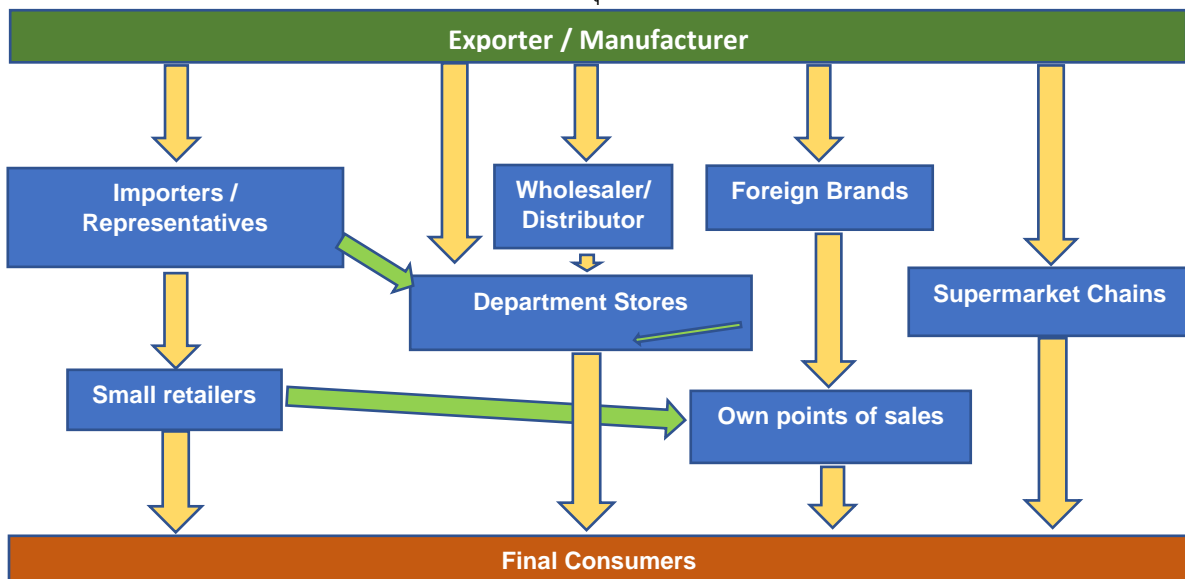 Exporter / Manufacturer
Importers /
Representatives
Wholesaler/
Distributor
Foreign Brands
Department Stores
Supermarket Chains
Small retailers
Own points of sales
Final Consumers